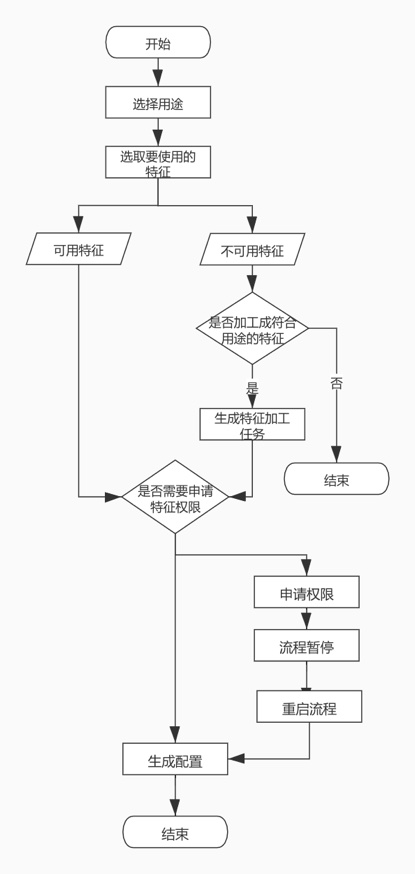 开始
选择用途
选取要使用的
特征
可用特征
不可用特征
是否加工成符合
用途的特征
是
否
生成特征加工
任务
结束
是否需要申请
特征权限
申请权限
流程暂停
重启流程
生成配置
结束